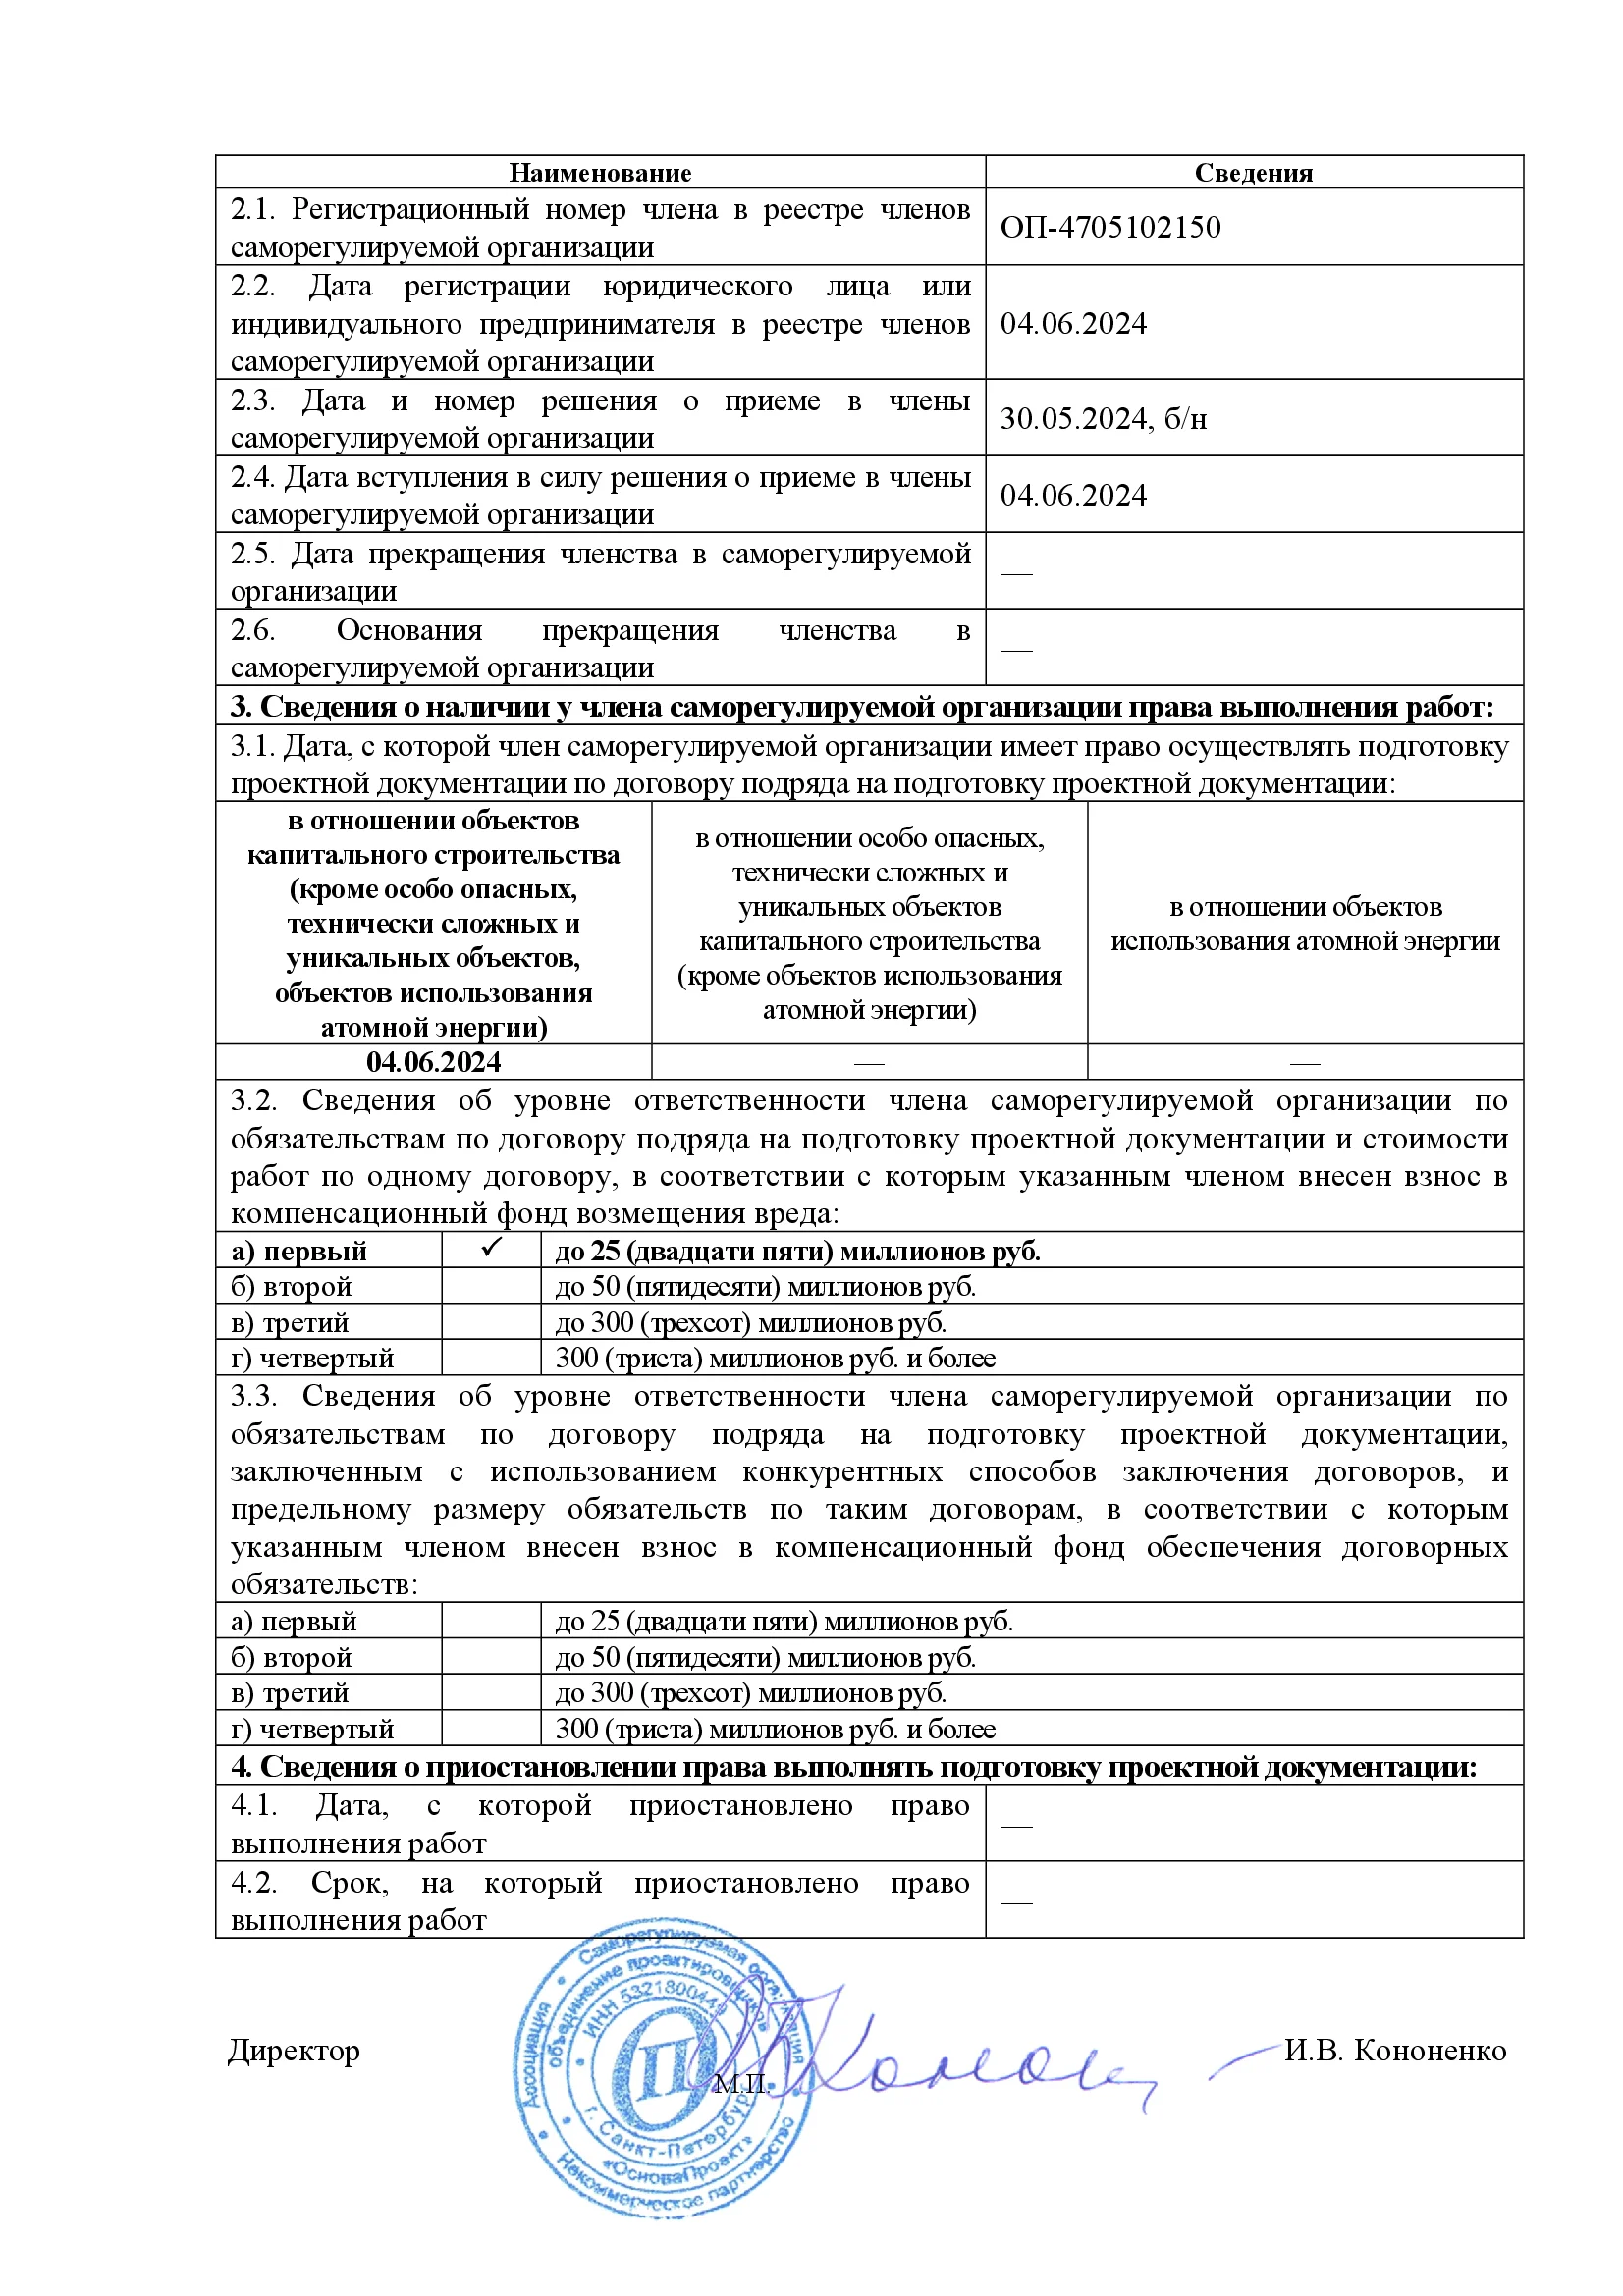 Наименование
Сведения
2.1. Регистрационный номер члена в реестре членов
саморегулируемой организации
ОП-4705102150
2.2. Дата регистрации юридического лица или
индивидуального предпринимателя в реестре членов
саморегулируемой организации
04.06.2024
2.3. Дата и номер решения о приеме в члены
саморегулируемой организации
30.05.2024, б/н
2.4. Дата вступления в силу решения о приеме в члены
саморегулируемой организации
04.06.2024
2.5. Дата прекращения членства в саморегулируемой
организации
—
2.6. Основания прекращения членства в
саморегулируемой организации
—
3. Сведения о наличии у члена саморегулируемой организации права выполнения работ:
3.1. Дата, с которой член саморегулируемой организации имеет право осуществлять подготовку
проектной документации по договору подряда на подготовку проектной документации:
в отношении объектов
капитального строительства
(кроме особо опасных,
технически сложных и
уникальных объектов,
объектов использования
атомной энергии)
в отношении особо опасных,
технически сложных и
уникальных объектов
капитального строительства
(кроме объектов использования
атомной энергии)
в отношении объектов
использования атомной энергии
04.06.2024
—
—
3.2. Сведения об уровне ответственности члена саморегулируемой организации по
обязательствам по договору подряда на подготовку проектной документации и стоимости
работ по одному договору, в соответствии с которым указанным членом внесен взнос в
компенсационный фонд возмещения вреда:
а) первый ✓ до 25 (двадцати пяти) миллионов руб.
б) второй до 50 (пятидесяти) миллионов руб.
в) третий до 300 (трехсот) миллионов руб.
г) четвертый 300 (триста) миллионов руб. и более
3.3. Сведения об уровне ответственности члена саморегулируемой организации по
обязательствам по договору подряда на подготовку проектной документации,
заключенным с использованием конкурентных способов заключения договоров, и
предельному размеру обязательств по таким договорам, в соответствии с которым
указанным членом внесен взнос в компенсационный фонд обеспечения договорных
обязательств:
а) первый до 25 (двадцати пяти) миллионов руб.
б) второй до 50 (пятидесяти) миллионов руб.
в) третий до 300 (трехсот) миллионов руб.
г) четвертый 300 (триста) миллионов руб. и более
4. Сведения о приостановлении права выполнять подготовку проектной документации:
4.1. Дата, с которой приостановлено право
выполнения работ
—
4.2. Срок, на который приостановлено право
выполнения работ
—
Директор
М.П.
И.В. Кононенко
Ассоциация • Саморегулируемая организация
Некоммерческое партнерство
объединение проектировщиков
«ОсноваПроект»
ИНН
г. Санкт-Петербург
ОП